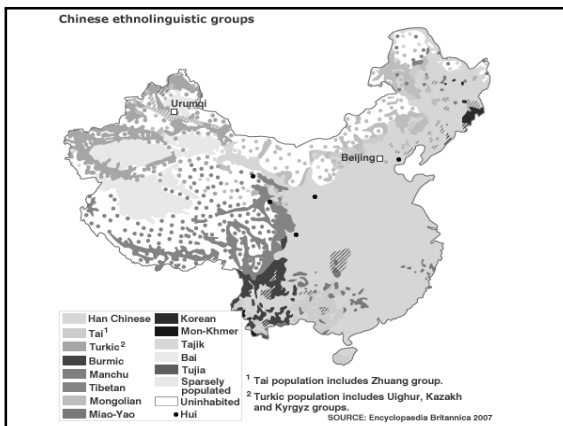 Chinese ethnolinguistic groups
Urumqi
Beijing
Han Chinese
Tai1
Turkic2
Burmic
Manchu
Tibetan
Mongolian
Miao-Yao
Korean
Mon-Khmer
Tajik
Bai
Tujia
Sparsely
populated
Uninhabited
Hui
1 Tai population includes Zhuang group.
2 Turkic population includes Uighur, Kazakh
and Kyrgyz groups.
SOURCE: Encyclopaedia Britannica 2007